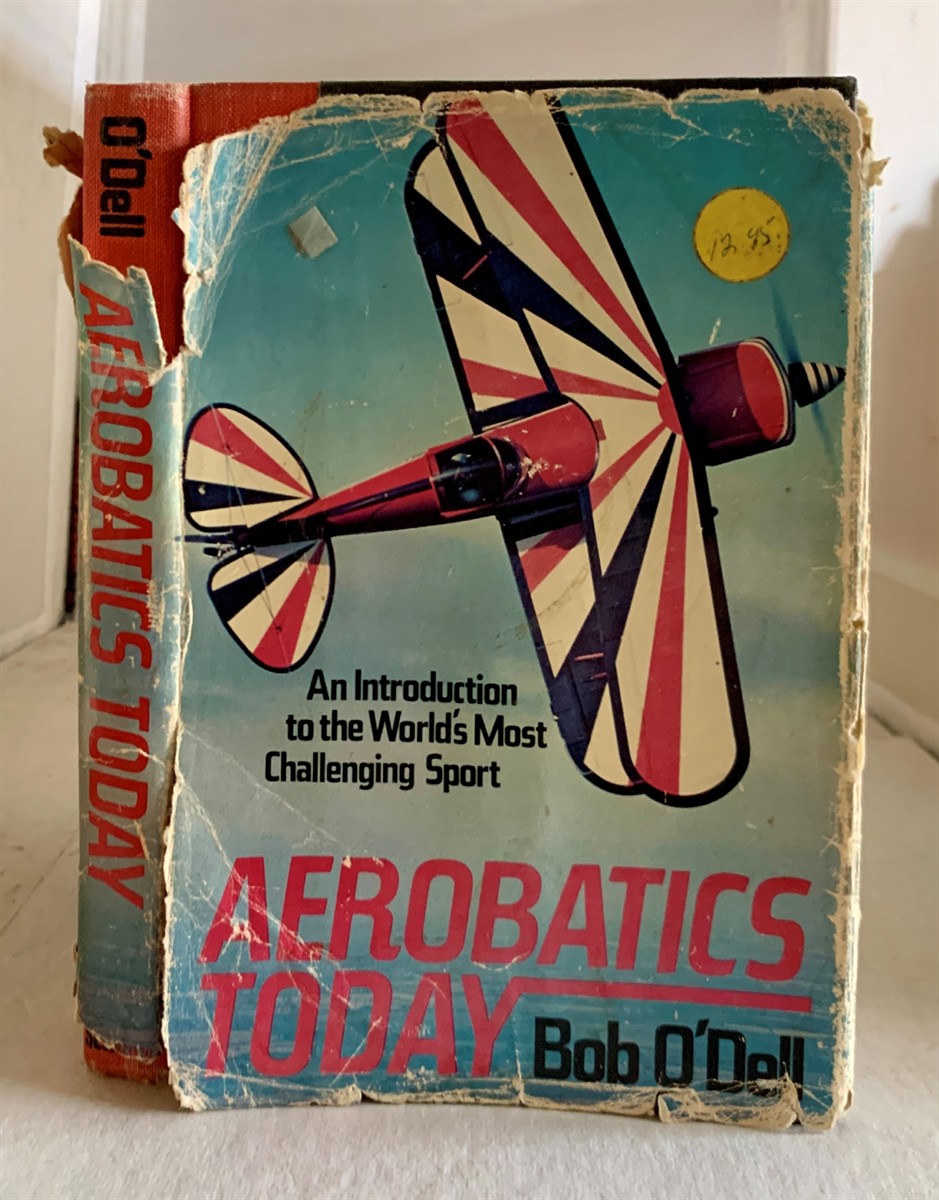 O'Dell
AEROBATICS TODAY
12.95
An Introduction
to the World's Most
Challenging Sport
AEROBATICS
TODAY
Bob O'Dell